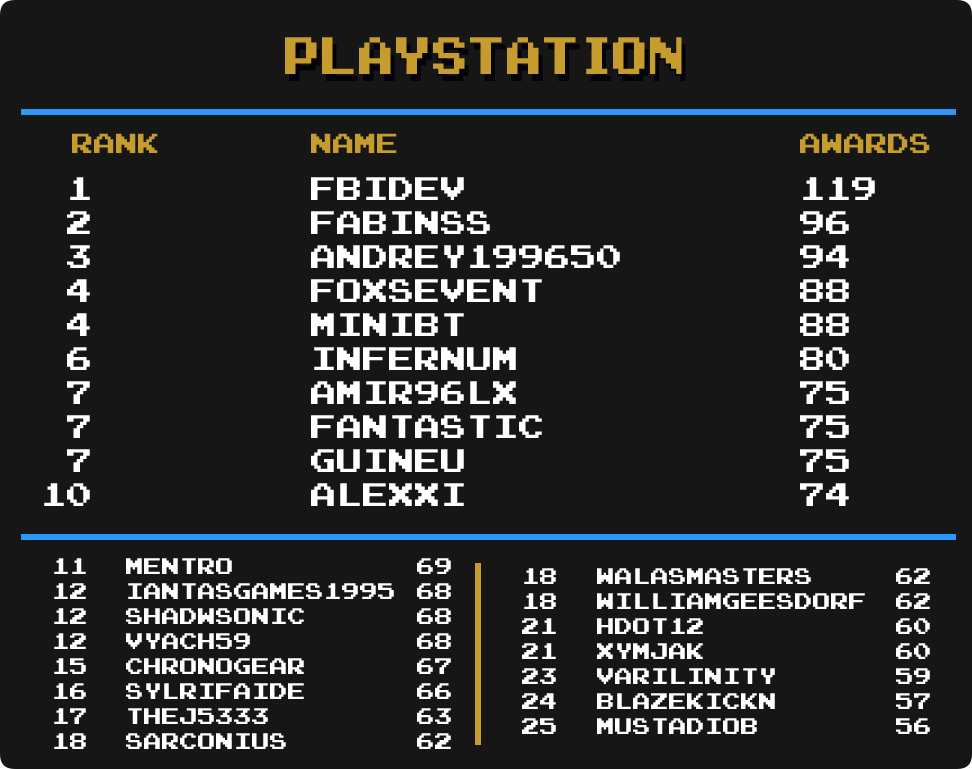 PLAYSTATION
RANK NAME AWARDS
1 FBIDEV 119
2 FABINSS 96
3 ANDREY199650 94
4 FOXSEVENT 88
4 MINIBT 88
6 INFERNUM 80
7 AMIR96LX 75
7 FANTASTIC 75
7 GUINEU 75
10 ALEXXI 74
11 MENTRO 69
12 IANTASGAMES1995 68
12 SHADWSONIC 68
12 VYACH59 68
15 CHRONOGEAR 67
16 SYLRIFAIDE 66
17 THEJ5333 63
18 SARCONIUS 62
18 WALASMASTERS 62
18 WILLIAMGEESDORF 62
21 HDOT12 60
21 XYMJAK 60
23 VARILINITY 59
24 BLAZEKICKN 57
25 MUSTADIOB 56